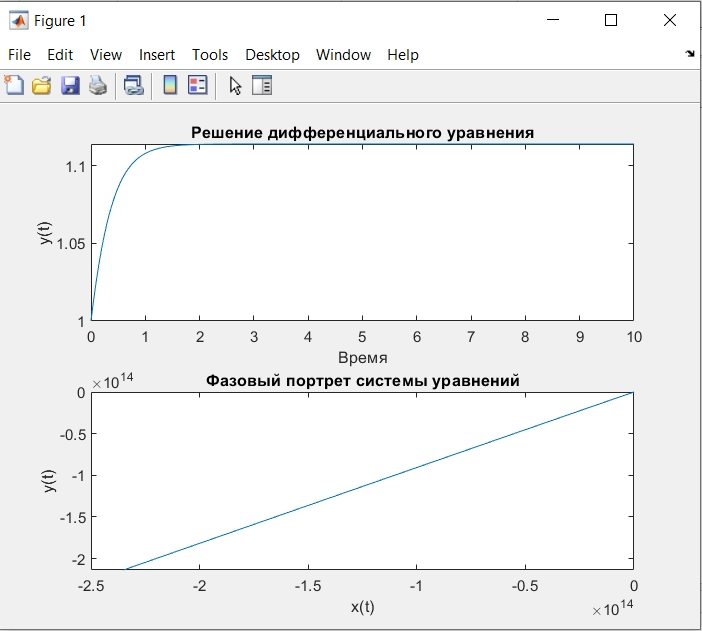 Figure 1
File Edit View Insert Tools Desktop Window Help
Решение дифференциального уравнения
1.1
1.05
1
y(t)
0 1 2 3 4 5 6 7 8 9 10
Время
×10^14
Фазовый портрет системы уравнений
0
-0.5
-1
-1.5
-2
y(t)
-2.5 -2 -1.5 -1 -0.5 0
x(t)
×10^14